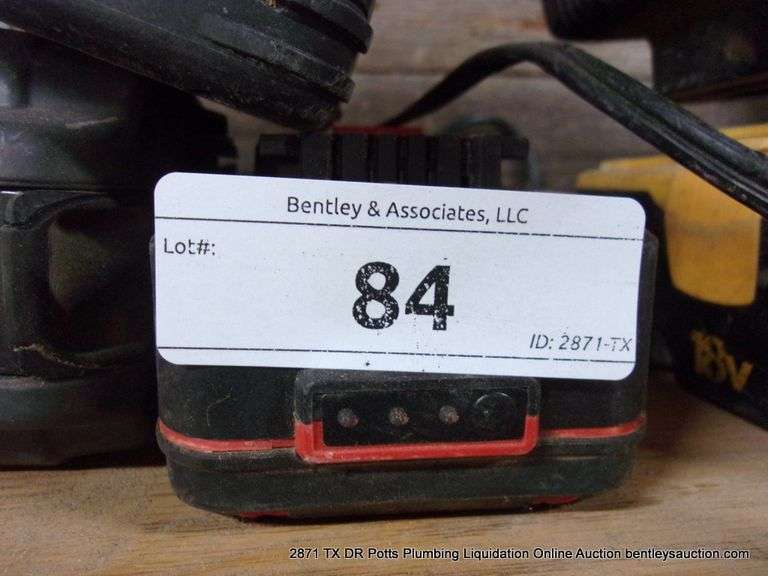 Bentley & Associates, LLC
Lot#:
84
ID: 2871-TX
18V
2871 TX DR Potts Plumbing Liquidation Online Auction bentleysauction.com